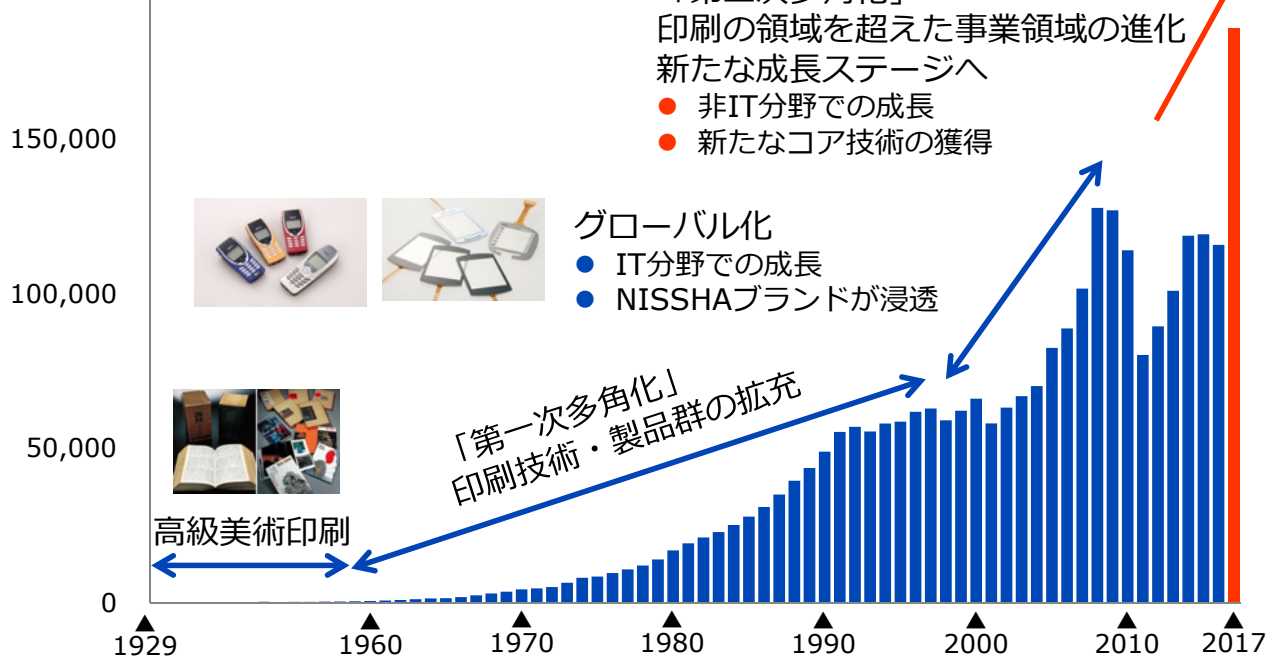 印刷の領域を超えた事業領域の進化
新たな成長ステージへ
● 非IT分野での成長
● 新たなコア技術の獲得
150,000
グローバル化
● IT分野での成長
● NISSHAブランドが浸透
100,000
「第一次多角化」
印刷技術・製品群の拡充
50,000
高級美術印刷
0
1929
1960
1970
1980
1990
2000
2010
2017